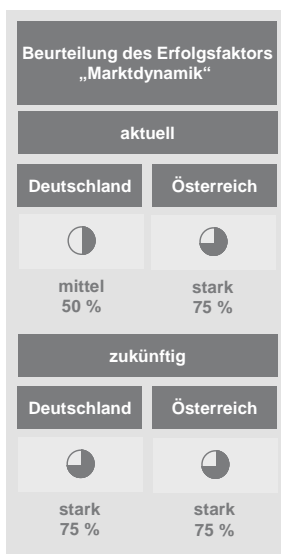 Beurteilung des Erfolgsfaktors
„Marktdynamik“
aktuell
Deutschland Österreich
mittel stark
50 % 75 %
zukünftig
Deutschland Österreich
stark stark
75 % 75 %